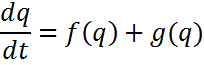 dq/dt = f(q) + g(q)